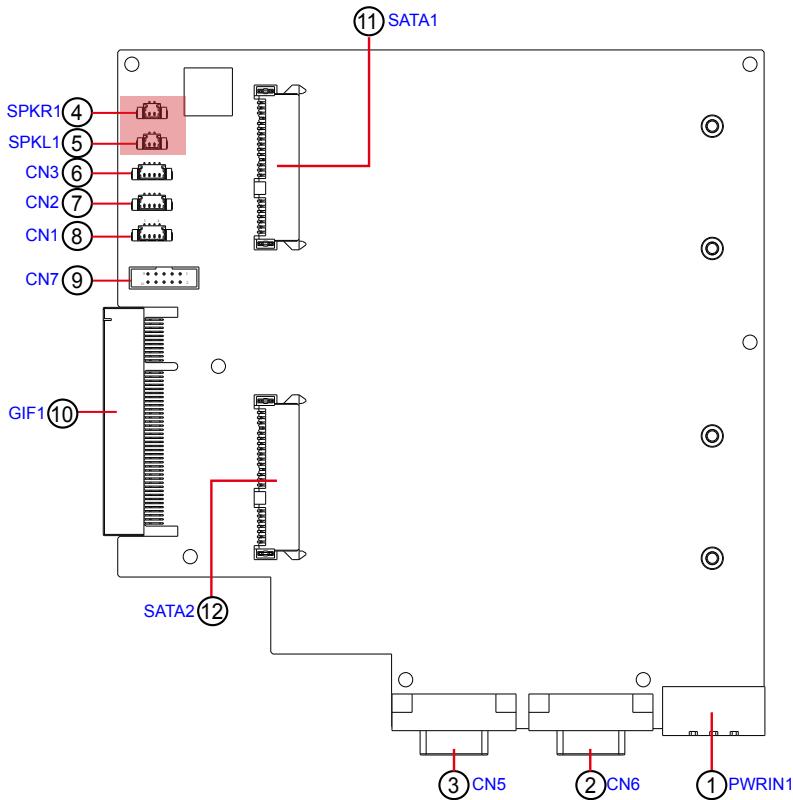 11 SATA1
SPKR1 4
SPKL1 5
CN3 6
CN2 7
CN1 8
CN7 9
GIF1 10
SATA2 12
3 CN5
2 CN6
1 PWRIN1